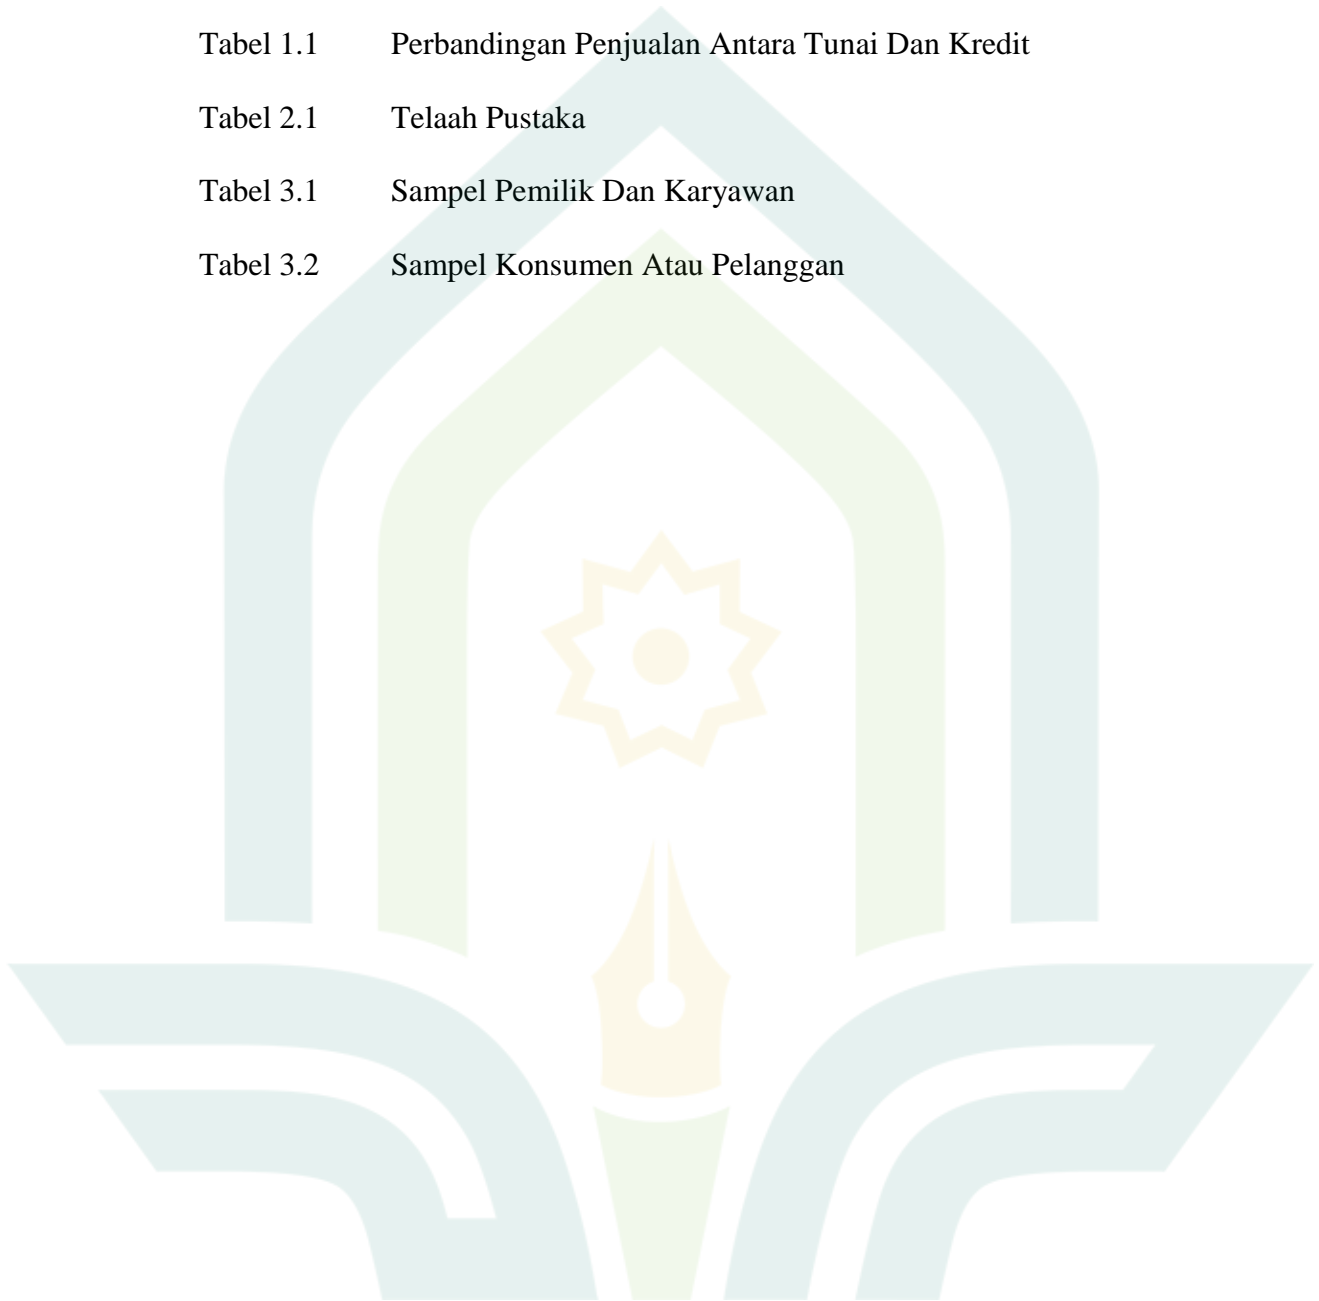 Tabel 1.1 Perbandingan Penjualan Antara Tunai Dan Kredit
Tabel 2.1 Telaah Pustaka
Tabel 3.1 Sampel Pemilik Dan Karyawan
Tabel 3.2 Sampel Konsumen Atau Pelanggan